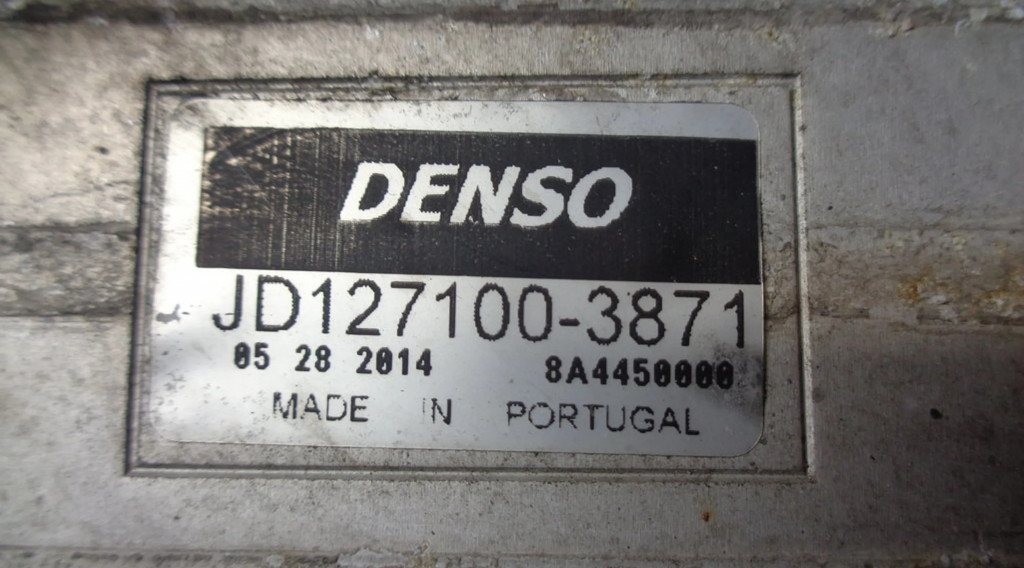 DENSO
JD127100-3871
05 28 2014 8A4450000
MADE IN PORTUGAL